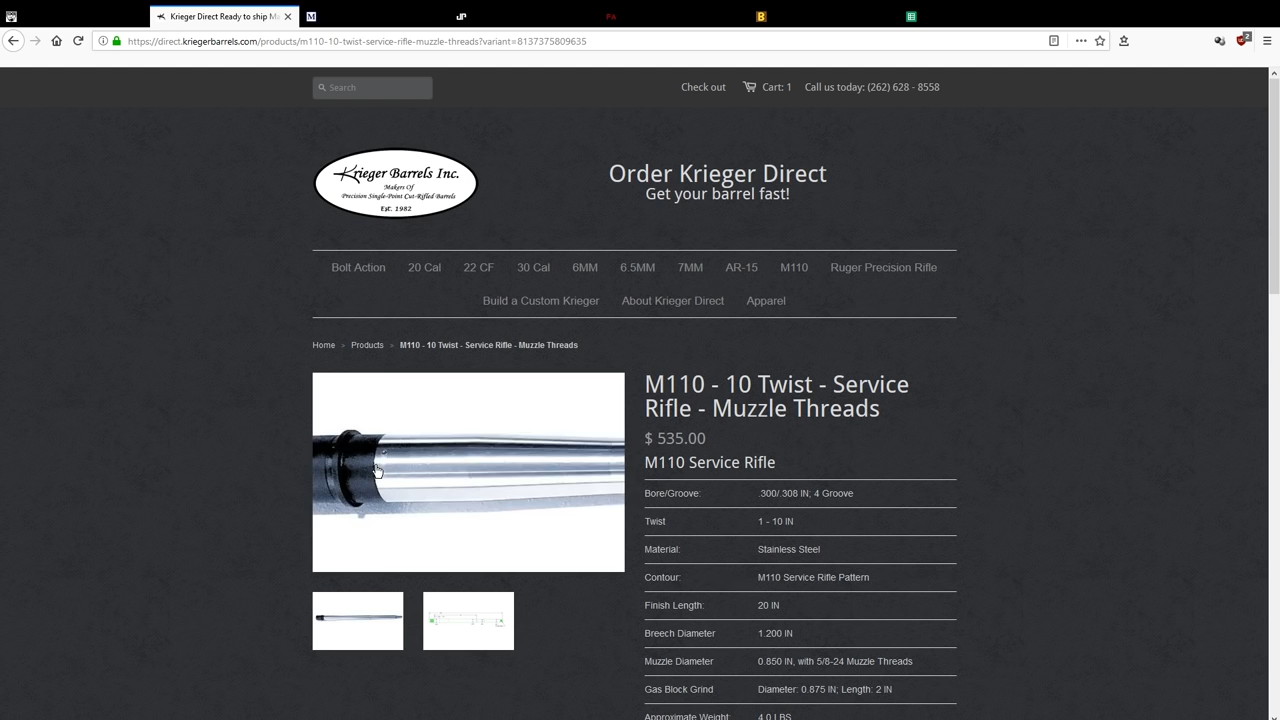 Krieger Direct Ready to ship M
https://direct.kriegerbarrels.com/products/m110-10-twist-service-rifle-muzzle-threads?variant=8137375809635
2
Search
Check out
Cart: 1
Call us today: (262) 628 - 8558
Krieger Barrels Inc.
Makers Of
Precision Single-Point Cut-Rifled Barrels
Est. 1982
Order Krieger Direct
Get your barrel fast!
Bolt Action 20 Cal 22 CF 30 Cal 6MM 6.5MM 7MM AR-15 M110 Ruger Precision Rifle
Build a Custom Krieger About Krieger Direct Apparel
Home » Products » M110 - 10 Twist - Service Rifle - Muzzle Threads
M110 - 10 Twist - Service
Rifle - Muzzle Threads
$ 535.00
M110 Service Rifle
Bore/Groove: .300/.308 IN; 4 Groove
Twist 1 - 10 IN
Material: Stainless Steel
Contour: M110 Service Rifle Pattern
Finish Length: 20 IN
Breech Diameter 1.200 IN
Muzzle Diameter 0.850 IN, with 5/8-24 Muzzle Threads
Gas Block Grind Diameter: 0.875 IN; Length: 2 IN
Approximate Weight: 4.0 LBS